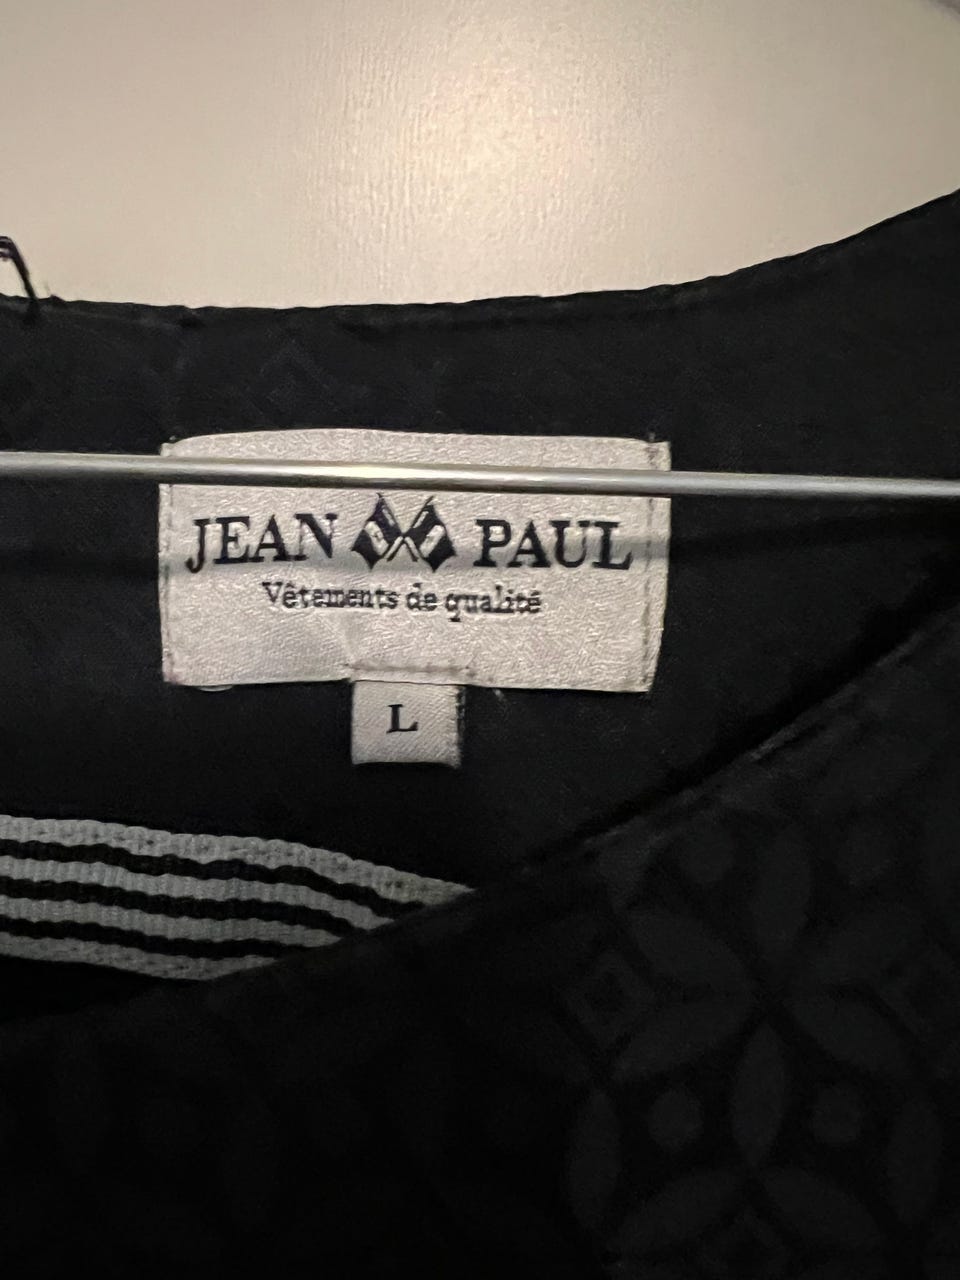 JEAN PAUL
Vêtements de qualité
L